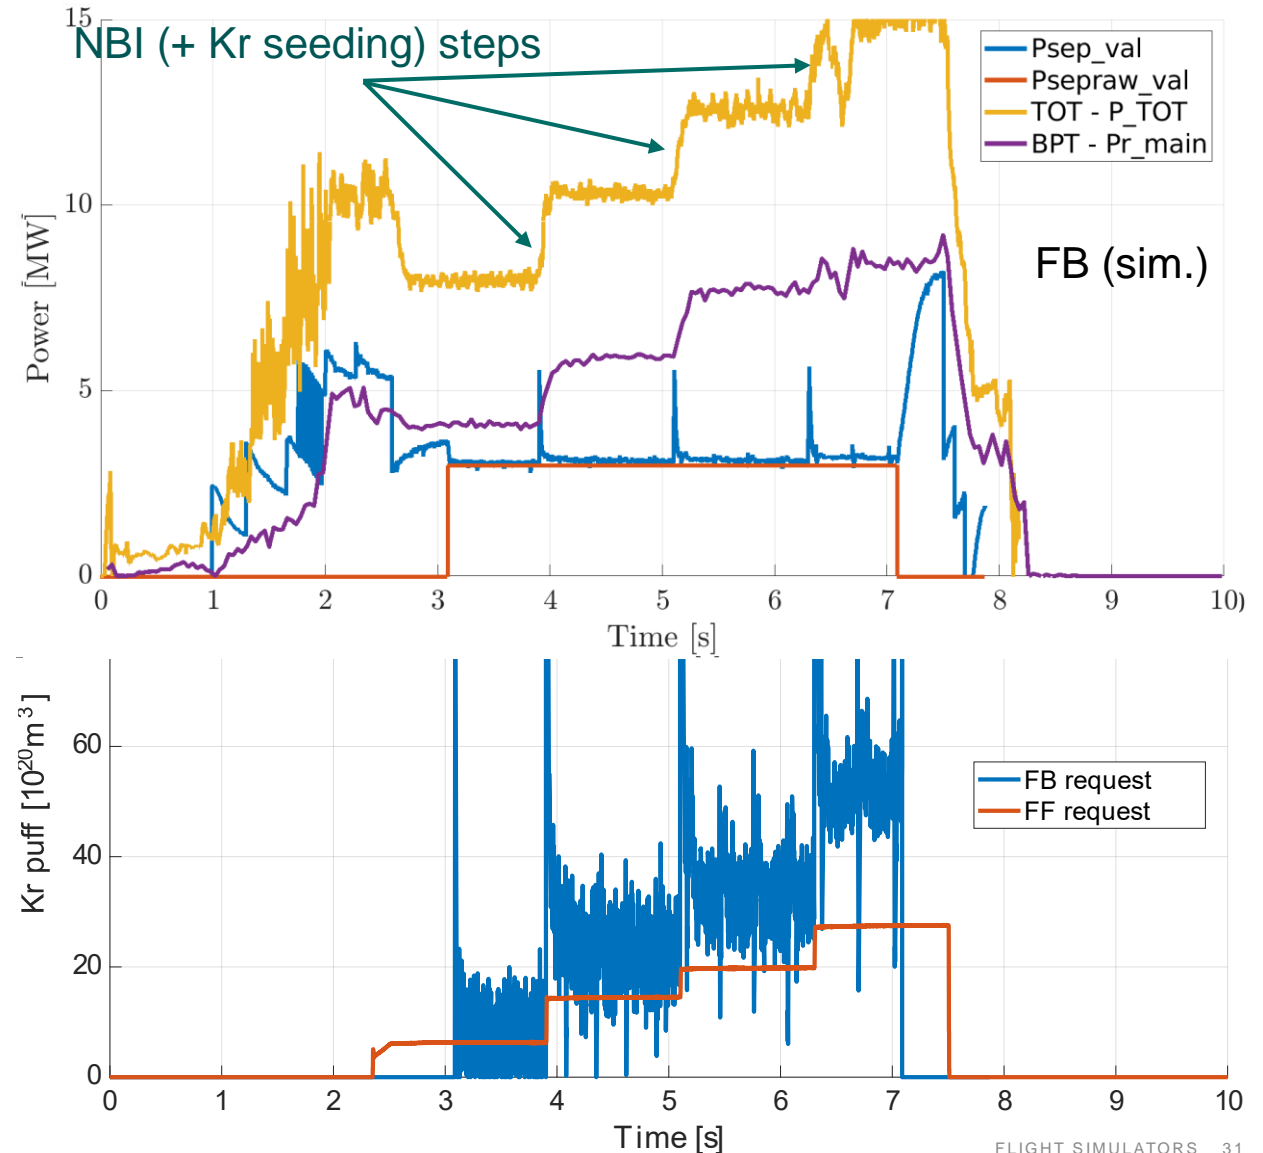 NBI (+ Kr seeding) steps
15
10
5
0
Power [MW]
Psep_val
Psepraw_val
TOT - P_TOT
BPT - Pr_main
FB (sim.)
0 1 2 3 4 5 6 7 8 9 10
Time [s]
Kr puff [10²⁰m³]
60
40
20
0
FB request
FF request
0 1 2 3 4 5 6 7 8 9 10
Time [s]
FLIGHT SIMULATORS 31